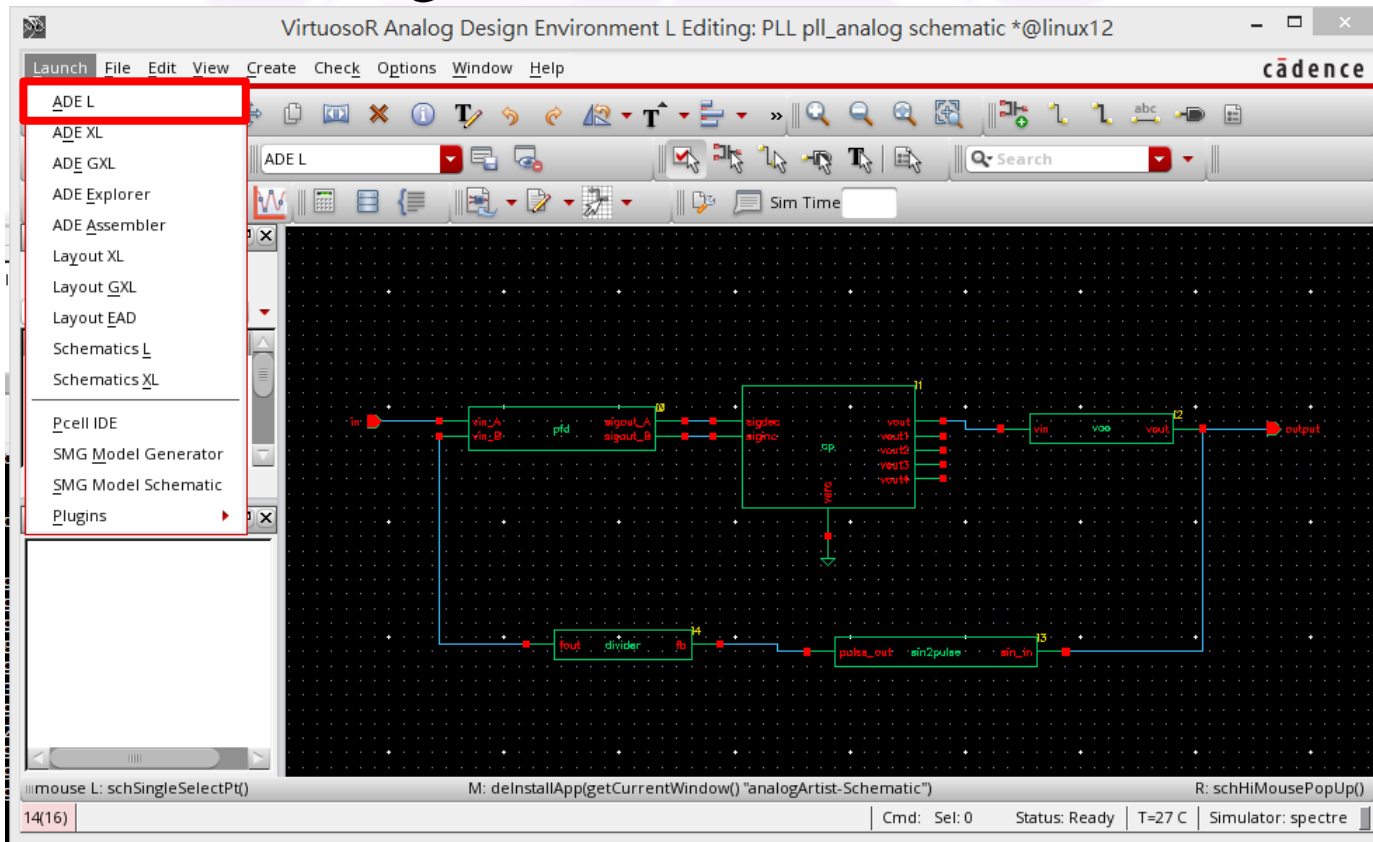 VirtuosoR Analog Design Environment L Editing: PLL pll_analog schematic *@linux12
Launch File Edit View Create Check Options Window Help
cādence
ADE L
ADE XL
ADE GXL
ADE Explorer
ADE Assembler
Layout XL
Layout GXL
Layout EAD
Schematics L
Schematics XL
Pcell IDE
SMG Model Generator
SMG Model Schematic
Plugins
abc
ADE L
Search
Sim Time
in
vin_A
vin_B
pfd
sigout_A
sigout_B
I0
sigdec
siginc
cp
vout
vout1
vout2
vout3
vout4
I1
vin
vco
vout
I2
output
fout divider fb
I4
pulse_out sin2pulse sin_in
I3
mouse L: schSingleSelectPt()
M: deInstallApp(getCurrentWindow() "analogArtist-Schematic")
R: schHiMousePopUp()
14(16)
Cmd: Sel: 0 Status: Ready T=27 C Simulator: spectre